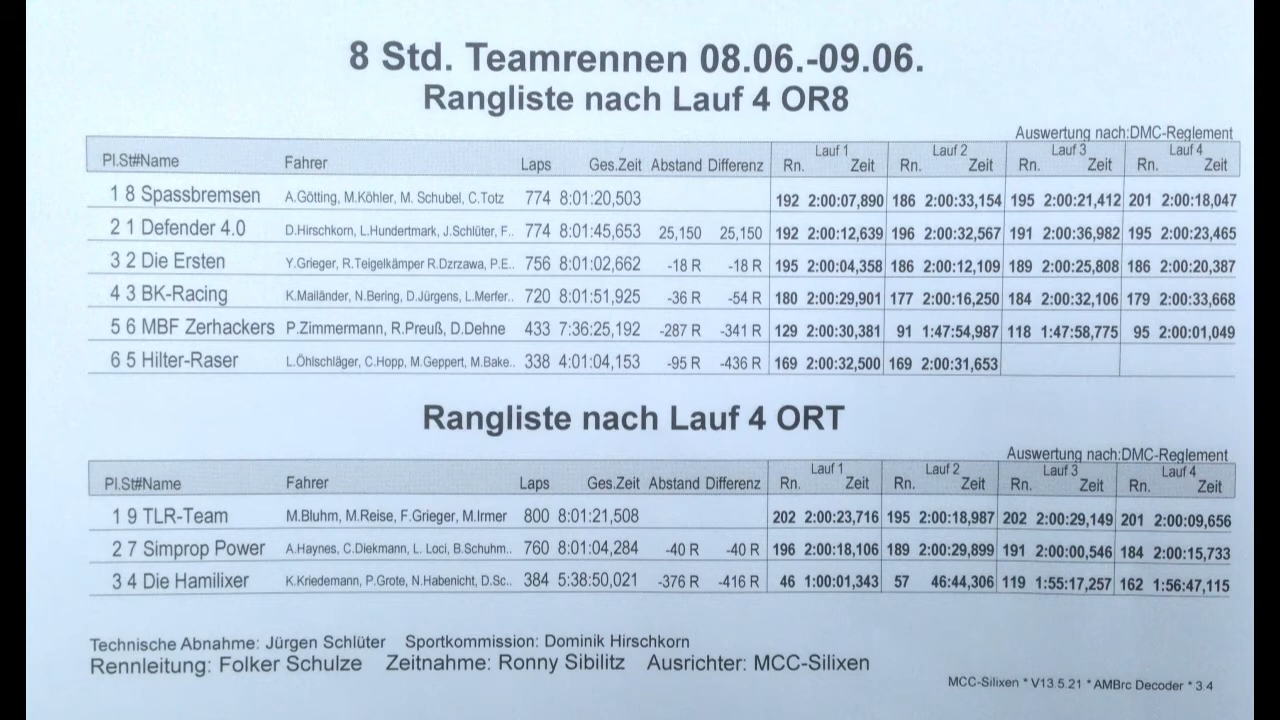 8 Std. Teamrennen 08.06.-09.06.
Rangliste nach Lauf 4 OR8
Auswertung nach:DMC-Reglement
Pl.St#Name Fahrer Laps Ges.Zeit Abstand Differenz Lauf 1 Rn. Zeit Lauf 2 Rn. Zeit Lauf 3 Rn. Zeit Lauf 4 Rn. Zeit
1 8 Spassbremsen A.Götting, M.Köhler, M. Schubel, C.Totz 774 8:01:20,503 192 2:00:07,890 186 2:00:33,154 195 2:00:21,412 201 2:00:18,047
2 1 Defender 4.0 D.Hirschkorn, L.Hundertmark, J.Schlüter, F.. 774 8:01:45,653 25,150 25,150 192 2:00:12,639 196 2:00:32,567 191 2:00:36,982 195 2:00:23,465
3 2 Die Ersten Y.Grieger, R.Teigelkämper R.Dzrzawa, P.E.. 756 8:01:02,662 -18 R -18 R 195 2:00:04,358 186 2:00:12,109 189 2:00:25,808 186 2:00:20,387
4 3 BK-Racing K.Mailänder, N.Bering, D.Jürgens, L.Merfer.. 720 8:01:51,925 -36 R -54 R 180 2:00:29,901 177 2:00:16,250 184 2:00:32,106 179 2:00:33,668
5 6 MBF Zerhackers P.Zimmermann, R.Preuß, D.Dehne 433 7:36:25,192 -287 R -341 R 129 2:00:30,381 91 1:47:54,987 118 1:47:58,775 95 2:00:01,049
6 5 Hilter-Raser L.Öhlschläger, C.Hopp, M.Geppert, M.Bake.. 338 4:01:04,153 -95 R -436 R 169 2:00:32,500 169 2:00:31,653
Rangliste nach Lauf 4 ORT
Auswertung nach:DMC-Reglement
Pl.St#Name Fahrer Laps Ges.Zeit Abstand Differenz Lauf 1 Rn. Zeit Lauf 2 Rn. Zeit Lauf 3 Rn. Zeit Lauf 4 Rn. Zeit
1 9 TLR-Team M.Bluhm, M.Reise, F.Grieger, M.Irmer 800 8:01:21,508 202 2:00:23,716 195 2:00:18,987 202 2:00:29,149 201 2:00:09,656
2 7 Simprop Power A.Haynes, C.Diekmann, L. Loci, B.Schuhm.. 760 8:01:04,284 -40 R -40 R 196 2:00:18,106 189 2:00:29,899 191 2:00:00,546 184 2:00:15,733
3 4 Die Hamilixer K.Kriedemann, P.Grote, N.Habenicht, D.Sc.. 384 5:38:50,021 -376 R -416 R 46 1:00:01,343 57 46:44,306 119 1:55:17,257 162 1:56:47,115
Technische Abnahme: Jürgen Schlüter Sportkommission: Dominik Hirschkorn
Rennleitung: Folker Schulze Zeitnahme: Ronny Sibilitz Ausrichter: MCC-Silixen
MCC-Silixen * V13.5.21 * AMBrc Decoder * 3.4